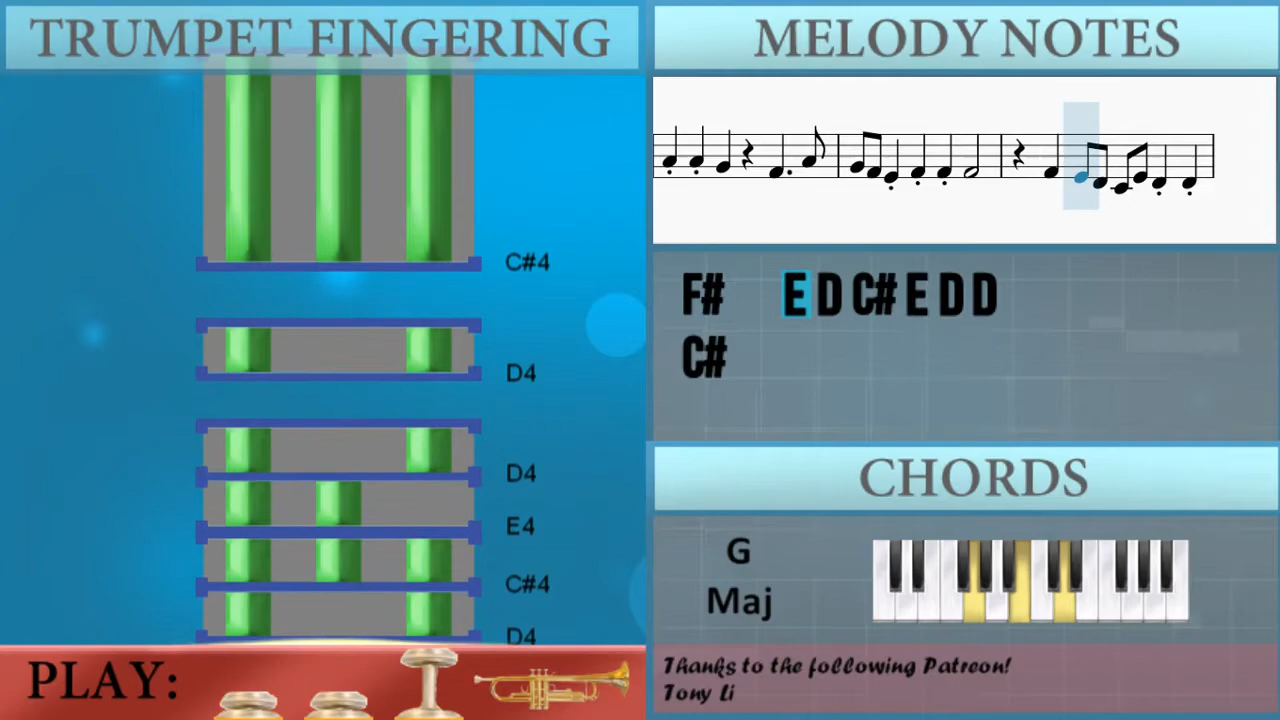 TRUMPET FINGERING
C#4
D4
D4
E4
C#4
D4
PLAY:
MELODY NOTES
F# E D C# E D D
C#
CHORDS
G
Maj
Thanks to the following Patreon!
Tony Li